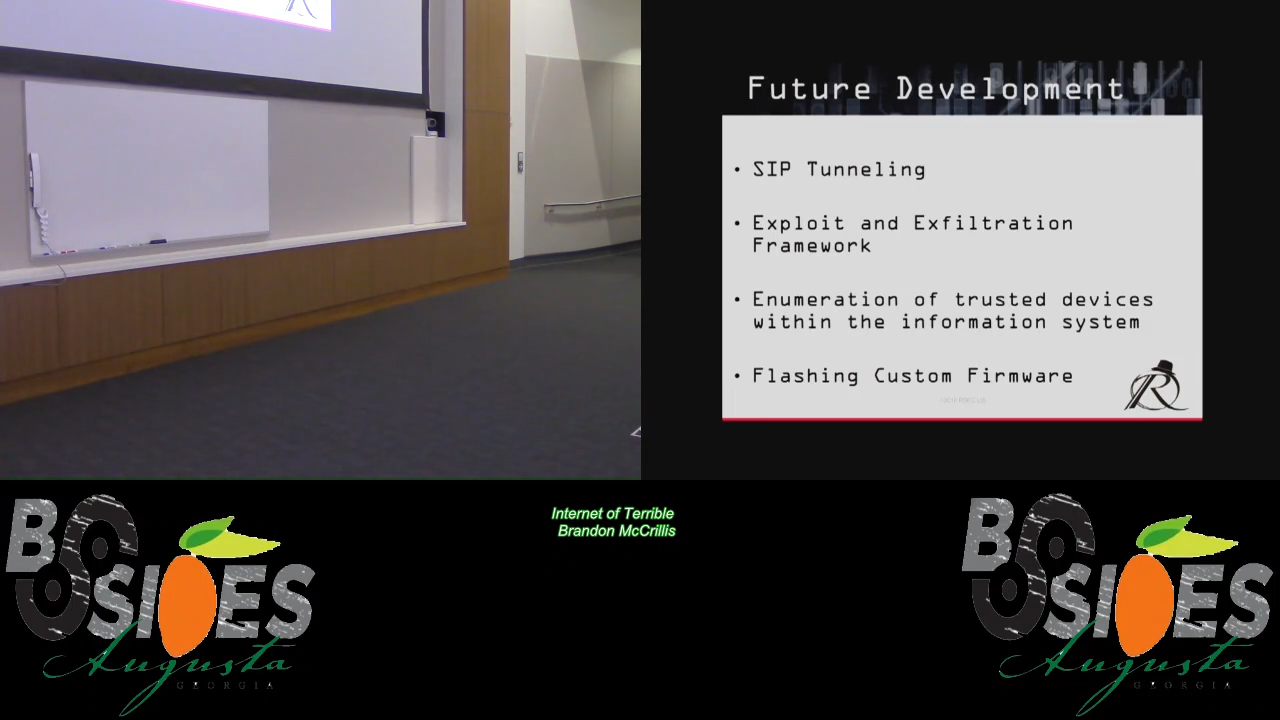 Future Development
• SIP Tunneling
• Exploit and Exfiltration
Framework
• Enumeration of trusted devices
within the information system
• Flashing Custom Firmware
R
Internet of Terrible
Brandon McCrillis
BSIDES
Augusta
GEORGIA
BSIDES
Augusta
GEORGIA